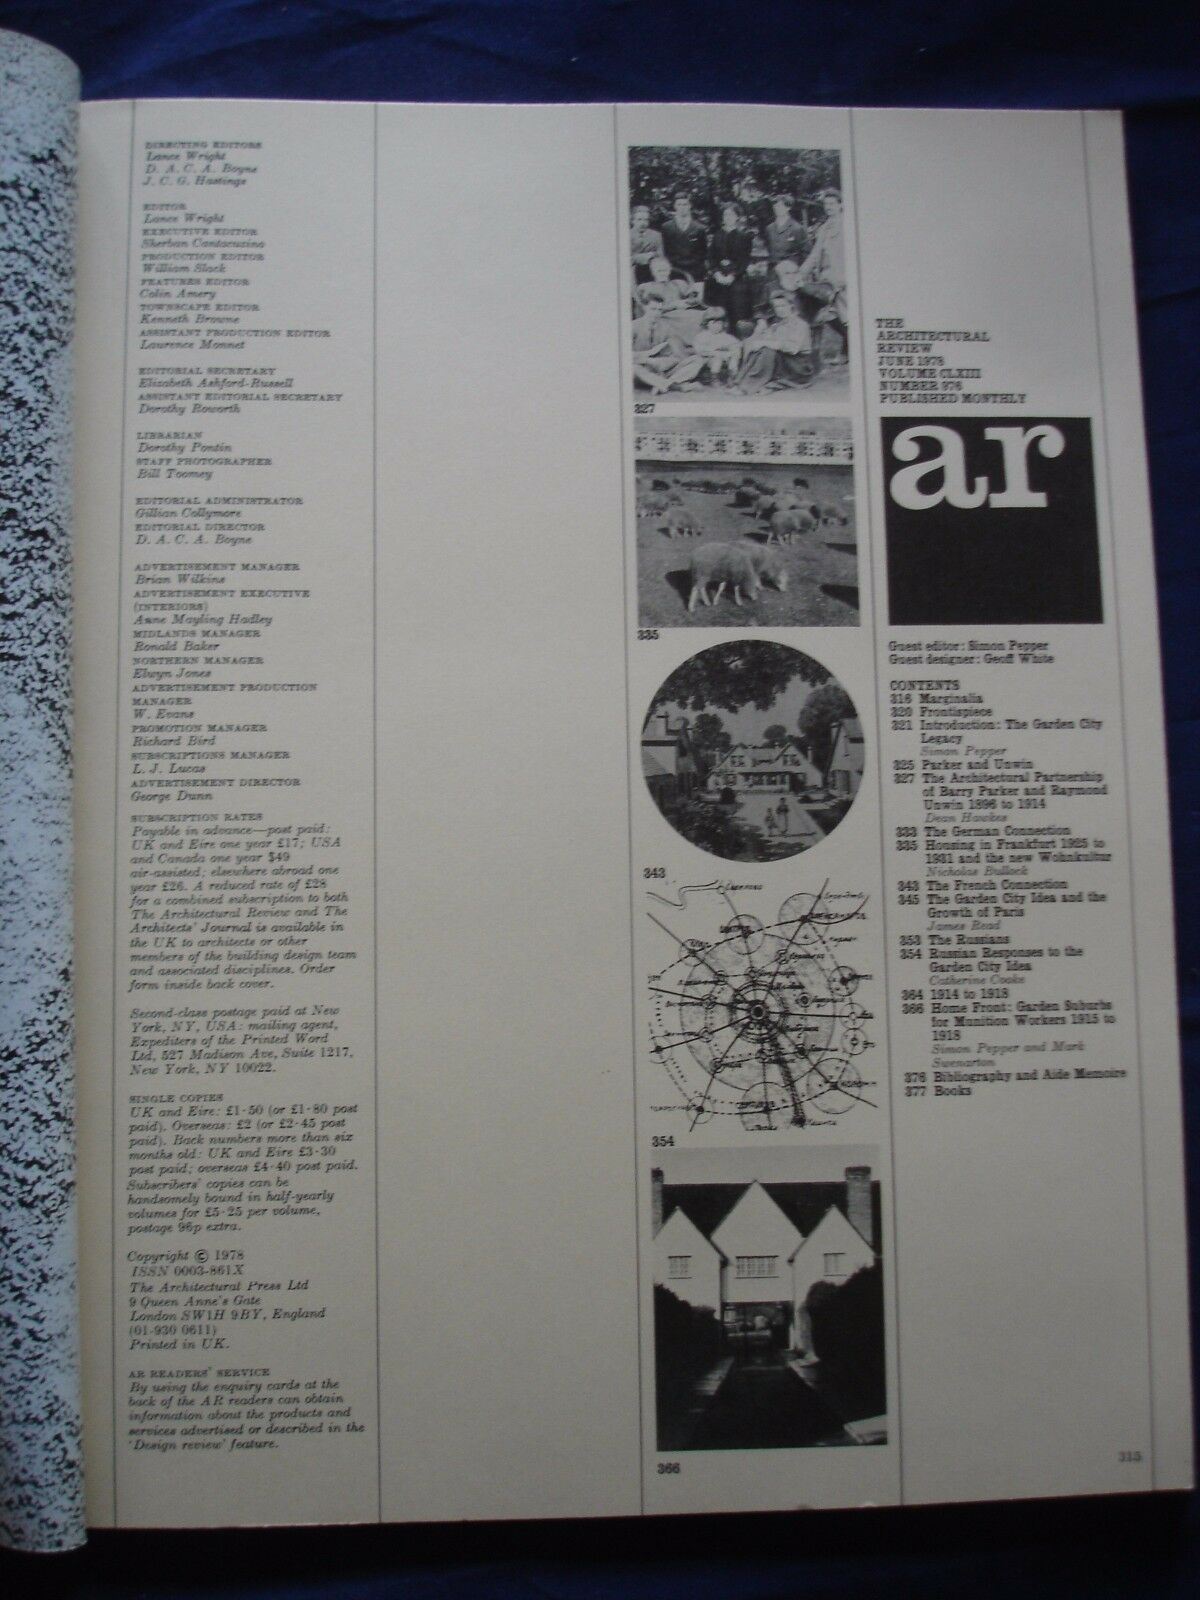 DIRECTING EDITORS
Lance Wright
D. A. C. A. Boyne
J. C. G. Hastings
EDITOR
Lance Wright
EXECUTIVE EDITOR
Sherban Cantacuzino
PRODUCTION EDITOR
William Slack
FEATURES EDITOR
Colin Amery
TOWNSCAPE EDITOR
Kenneth Browne
ASSISTANT PRODUCTION EDITOR
Laurence Monnet
EDITORIAL SECRETARY
Elizabeth Ashford-Russell
ASSISTANT EDITORIAL SECRETARY
Dorothy Roworth
LIBRARIAN
Dorothy Pontin
STAFF PHOTOGRAPHER
Bill Toomey
EDITORIAL ADMINISTRATOR
Gillian Collymore
EDITORIAL DIRECTOR
D. A. C. A. Boyne
ADVERTISEMENT MANAGER
Brian Wilkins
ADVERTISEMENT EXECUTIVE
(INTERIORS)
Anne Mayling Hadley
MIDLANDS MANAGER
Ronald Baker
NORTHERN MANAGER
Elwyn Jones
ADVERTISEMENT PRODUCTION
MANAGER
W. Evans
PROMOTION MANAGER
Richard Bird
SUBSCRIPTIONS MANAGER
L. J. Lucas
ADVERTISEMENT DIRECTOR
George Dunn
SUBSCRIPTION RATES
Payable in advance—post paid:
UK and Eire one year £17; USA
and Canada one year $49
air-assisted; elsewhere abroad one
year £26. A reduced rate of £28
for a combined subscription to both
The Architectural Review and The
Architects' Journal is available in
the UK to architects or other
members of the building design team
and associated disciplines. Order
form inside back cover.
Second-class postage paid at New
York, NY, USA: mailing agent,
Expediters of the Printed Word
Ltd, 527 Madison Ave, Suite 1217,
New York, NY 10022.
SINGLE COPIES
UK and Eire: £1·50 (or £1·80 post
paid). Overseas: £2 (or £2·45 post
paid). Back numbers more than six
months old: UK and Eire £3·30
post paid; overseas £4·40 post paid.
Subscribers' copies can be
handsomely bound in half-yearly
volumes for £5·25 per volume,
postage 96p extra.
Copyright © 1978
ISSN 0003-861X
The Architectural Press Ltd
9 Queen Anne's Gate
London SW1H 9BY, England
(01-930 0611)
Printed in UK.
AR READERS' SERVICE
By using the enquiry cards at the
back of the AR readers can obtain
information about the products and
services advertised or described in the
'Design review' feature.
327
335
343
354
366
THE
ARCHITECTURAL
REVIEW
JUNE 1978
VOLUME CLXIII
NUMBER 976
PUBLISHED MONTHLY
ar
Guest editor: Simon Pepper
Guest designer: Geoff White
CONTENTS
316 Marginalia
320 Frontispiece
321 Introduction: The Garden City
Legacy
Simon Pepper
325 Parker and Unwin
327 The Architectural Partnership
of Barry Parker and Raymond
Unwin 1896 to 1914
Dean Hawkes
333 The German Connection
335 Housing in Frankfurt 1925 to
1931 and the new Wohnkultur
Nicholas Bullock
343 The French Connection
345 The Garden City Idea and the
Growth of Paris
James Read
353 The Russians
354 Russian Responses to the
Garden City Idea
Catherine Cooke
364 1914 to 1918
366 Home Front: Garden Suburbs
for Munition Workers 1915 to
1918
Simon Pepper and Mark
Swenarton
376 Bibliography and Aide Memoire
377 Books
315